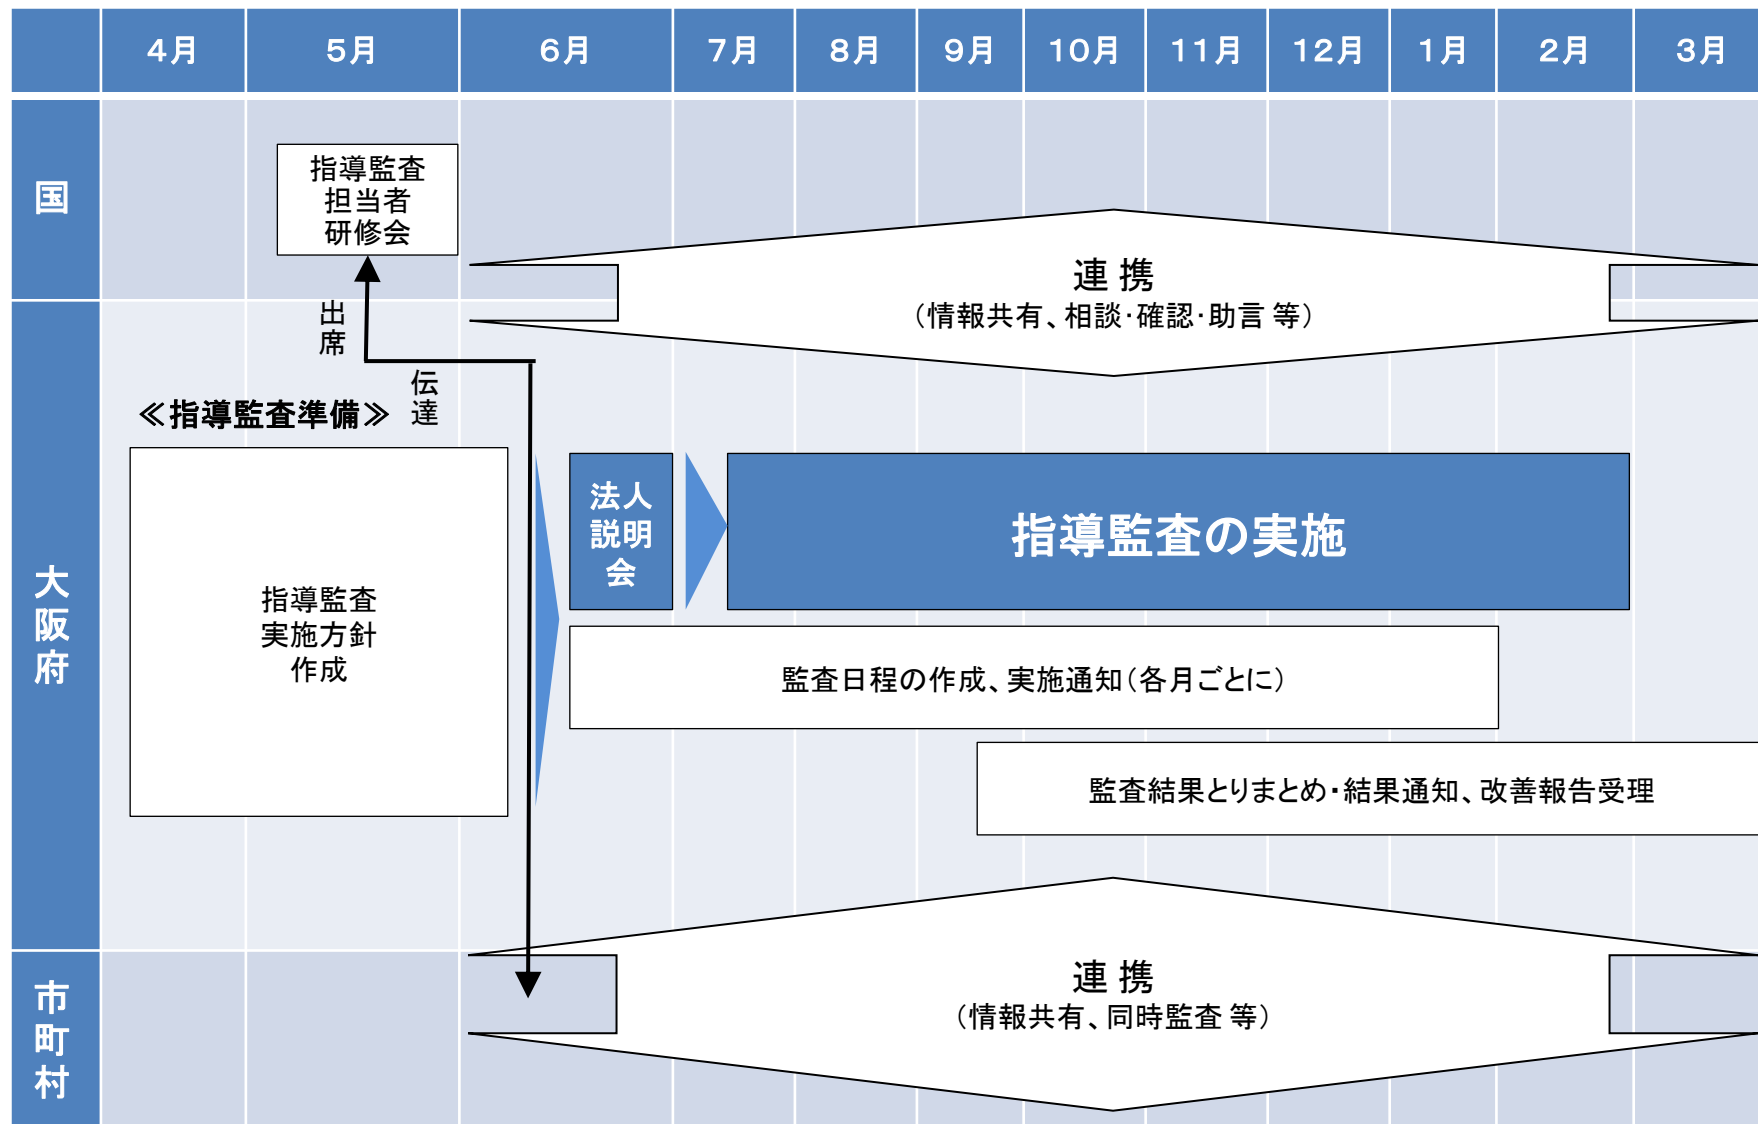 4月 5月 6月 7月 8月 9月 10月 11月 12月 1月 2月 3月
国
指導監査
担当者
研修会
連 携
（情報共有、相談･確認･助言 等）
出席
伝達
大阪府
≪指導監査準備≫
指導監査
実施方針
作成
法人
説明
会
指導監査の実施
監査日程の作成、実施通知（各月ごとに）
監査結果とりまとめ・結果通知、改善報告受理
市町村
連 携
（情報共有、同時監査 等）